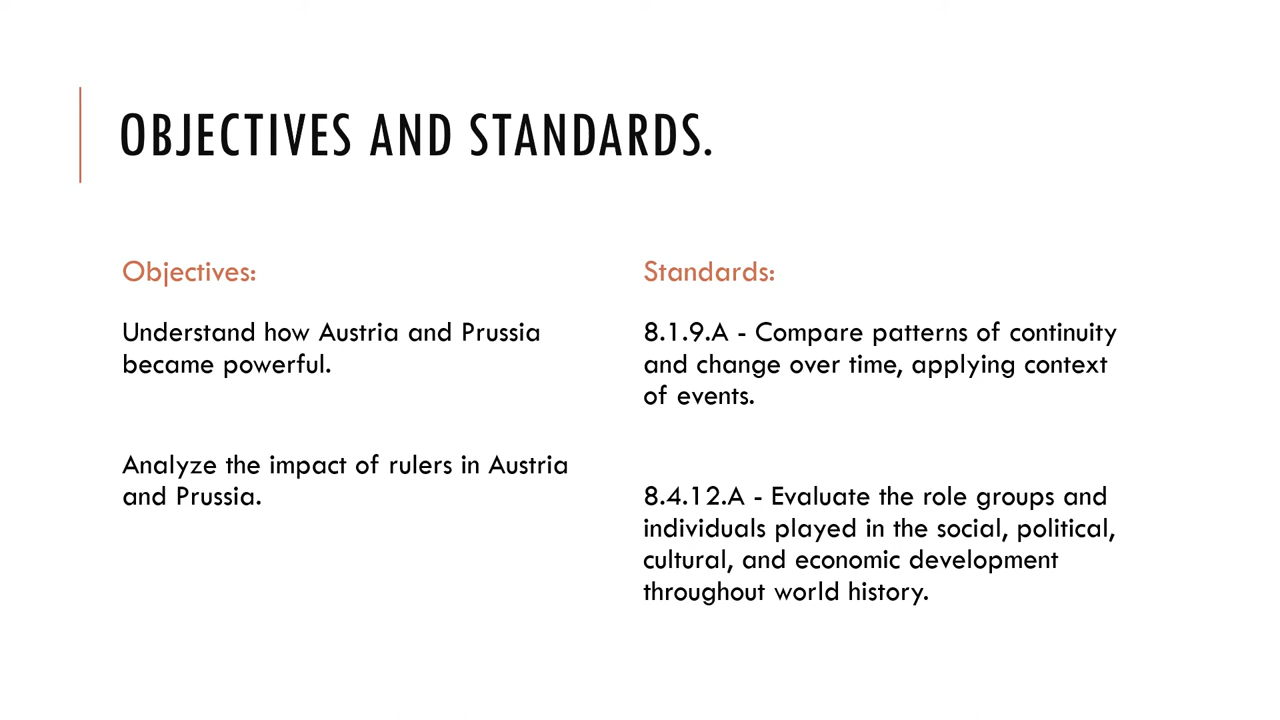 OBJECTIVES AND STANDARDS.
Objectives:
Understand how Austria and Prussia
became powerful.
Analyze the impact of rulers in Austria
and Prussia.
Standards:
8.1.9.A - Compare patterns of continuity
and change over time, applying context
of events.
8.4.12.A - Evaluate the role groups and
individuals played in the social, political,
cultural, and economic development
throughout world history.